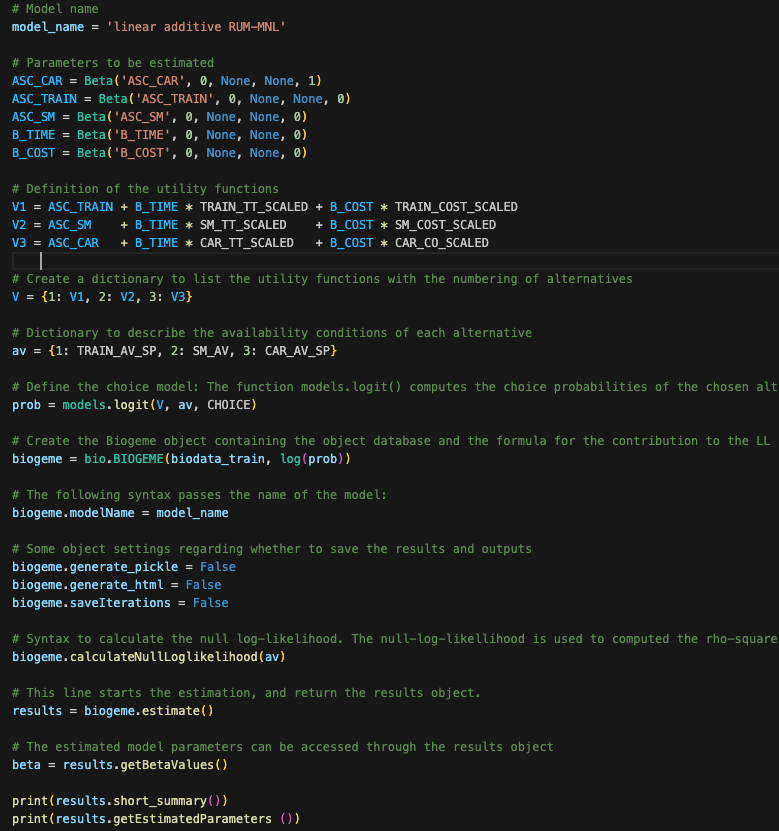 # Model name
model_name = 'linear additive RUM-MNL'
# Parameters to be estimated
ASC_CAR = Beta('ASC_CAR', 0, None, None, 1)
ASC_TRAIN = Beta('ASC_TRAIN', 0, None, None, 0)
ASC_SM = Beta('ASC_SM', 0, None, None, 0)
B_TIME = Beta('B_TIME', 0, None, None, 0)
B_COST = Beta('B_COST', 0, None, None, 0)
# Definition of the utility functions
V1 = ASC_TRAIN + B_TIME * TRAIN_TT_SCALED + B_COST * TRAIN_COST_SCALED
V2 = ASC_SM    + B_TIME * SM_TT_SCALED    + B_COST * SM_COST_SCALED
V3 = ASC_CAR   + B_TIME * CAR_TT_SCALED   + B_COST * CAR_CO_SCALED
# Create a dictionary to list the utility functions with the numbering of alternatives
V = {1: V1, 2: V2, 3: V3}
# Dictionary to describe the availability conditions of each alternative
av = {1: TRAIN_AV_SP, 2: SM_AV, 3: CAR_AV_SP}
# Define the choice model: The function models.logit() computes the choice probabilities of the chosen alt
prob = models.logit(V, av, CHOICE)
# Create the Biogeme object containing the object database and the formula for the contribution to the LL
biogeme = bio.BIOGEME(biodata_train, log(prob))
# The following syntax passes the name of the model:
biogeme.modelName = model_name
# Some object settings regarding whether to save the results and outputs
biogeme.generate_pickle = False
biogeme.generate_html = False
biogeme.saveIterations = False
# Syntax to calculate the null log-likelihood. The null-log-likellihood is used to computed the rho-square
biogeme.calculateNullLoglikelihood(av)
# This line starts the estimation, and return the results object.
results = biogeme.estimate()
# The estimated model parameters can be accessed through the results object
beta = results.getBetaValues()
print(results.short_summary())
print(results.getEstimatedParameters ())